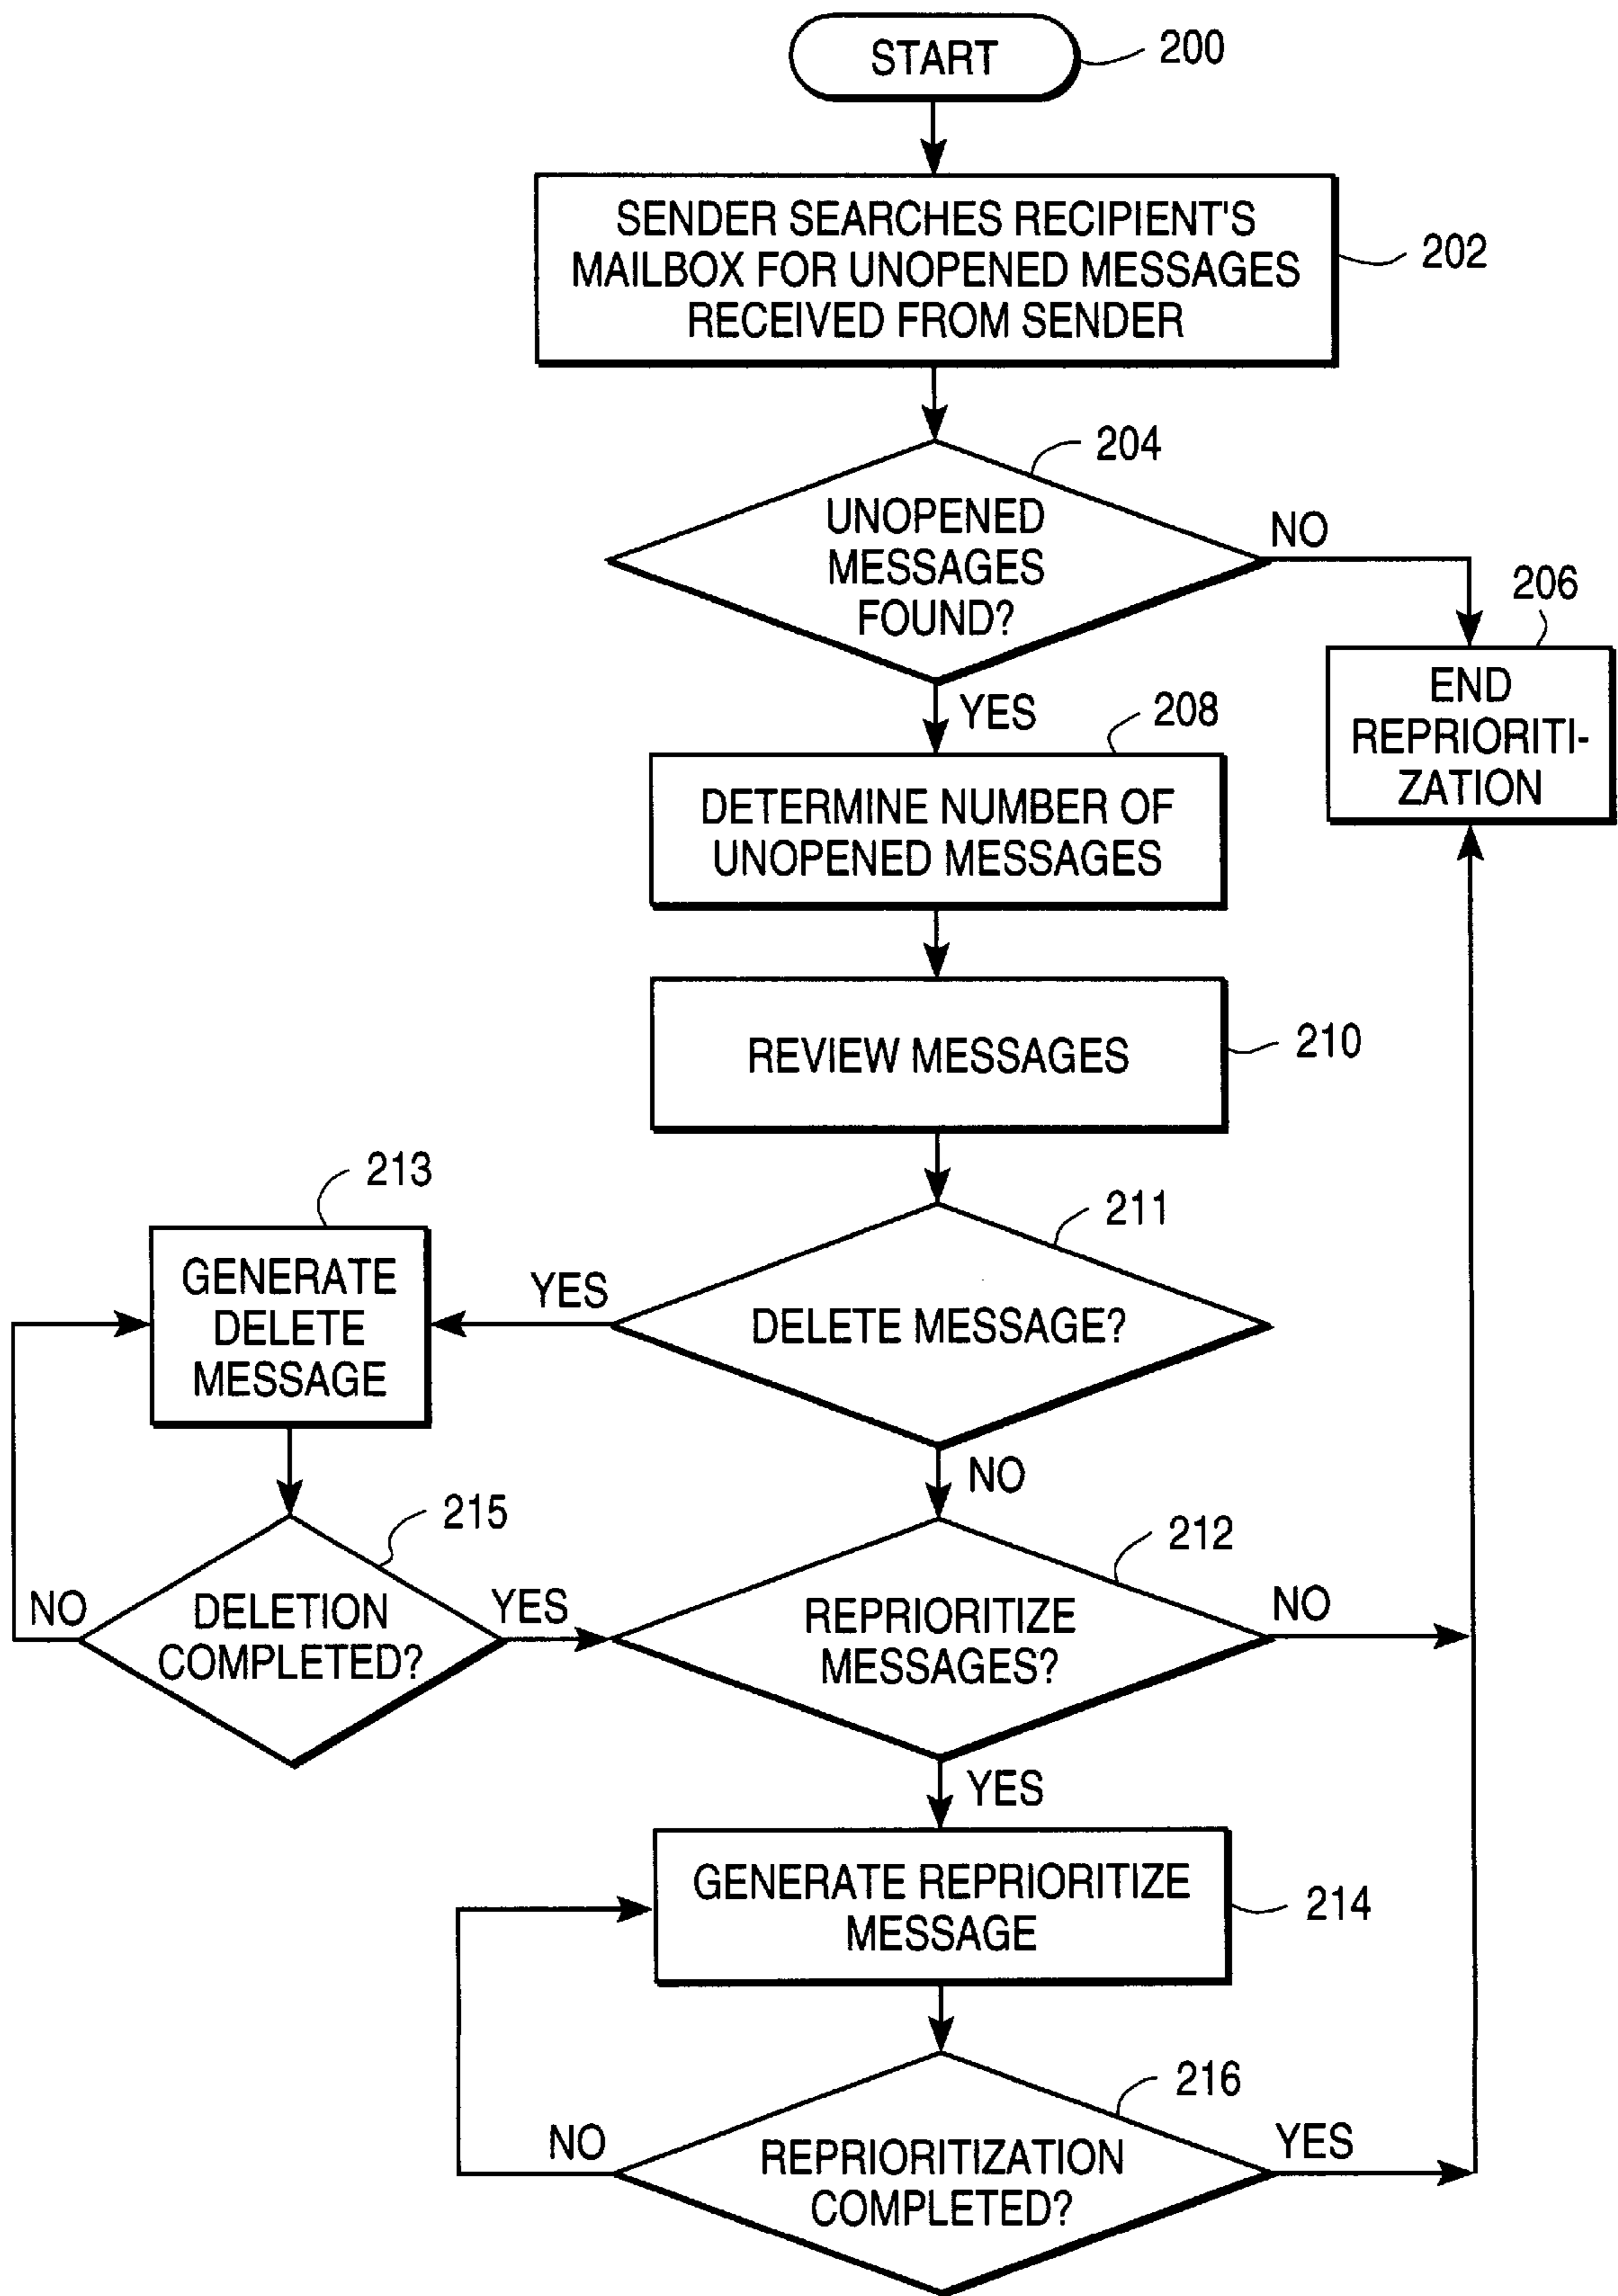 START
200
SENDER SEARCHES RECIPIENT'S
MAILBOX FOR UNOPENED MESSAGES
RECEIVED FROM SENDER
202
204
UNOPENED
MESSAGES
FOUND?
NO
206
END
REPRIORITI-
ZATION
YES
208
DETERMINE NUMBER OF
UNOPENED MESSAGES
REVIEW MESSAGES
210
213
211
GENERATE
DELETE
MESSAGE
YES
DELETE MESSAGE?
NO
215
212
NO
DELETION
COMPLETED?
YES
REPRIORITIZE
MESSAGES?
NO
YES
GENERATE REPRIORITIZE
MESSAGE
214
216
NO
REPRIORITIZATION
COMPLETED?
YES